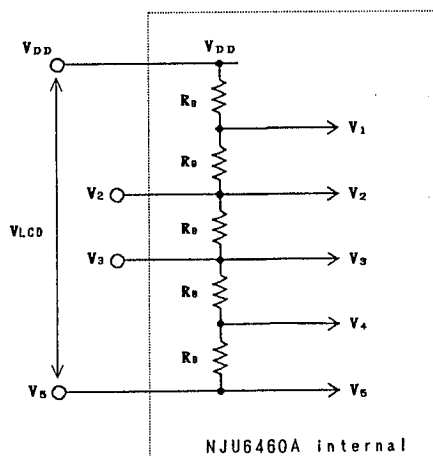 VDD VDD
RB
V1
RB
V2 V2
VLCD
RB
V3 V3
RB
V4
RB
V5 V5
NJU6460A internal